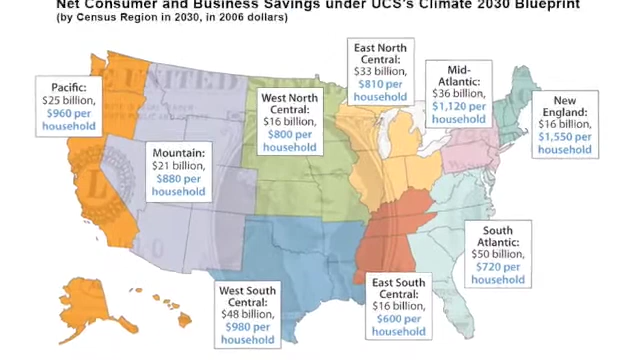 Net Consumer and Business Savings under UCS's Climate 2030 Blueprint
(by Census Region in 2030, in 2006 dollars)
Pacific:
$25 billion,
$960 per
household
Mountain:
$21 billion,
$880 per
household
West North
Central:
$16 billion,
$800 per
household
East North
Central:
$33 billion,
$810 per
household
Mid-
Atlantic:
$36 billion,
$1,120 per
household
New
England:
$16 billion,
$1,550 per
household
South
Atlantic:
$50 billion,
$720 per
household
West South
Central:
$48 billion,
$980 per
household
East South
Central:
$16 billion,
$600 per
household